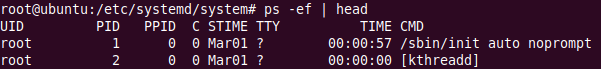 root@ubuntu:/etc/systemd/system# ps -ef | head
UID        PID  PPID  C STIME TTY          TIME CMD
root         1     0  0 Mar01 ?        00:00:57 /sbin/init auto noprompt
root         2     0  0 Mar01 ?        00:00:00 [kthreadd]